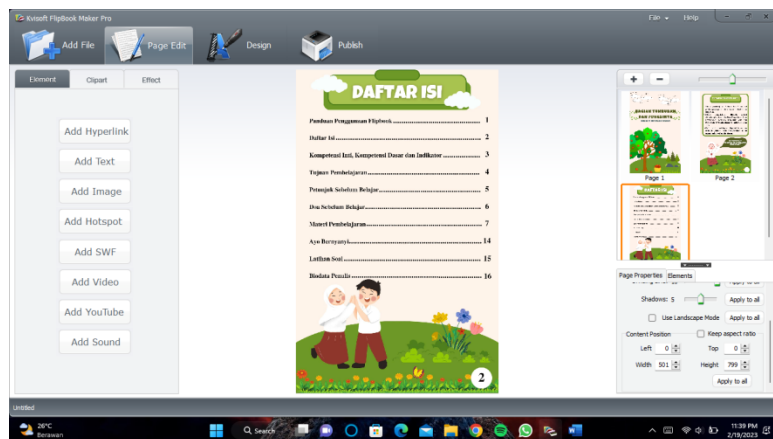 Kvisoft FlipBook Maker Pro
File
Help
Add File
Page Edit
Design
Publish
Element
Clipart
Effect
Add Hyperlink
Add Text
Add Image
Add Hotspot
Add SWF
Add Video
Add YouTube
Add Sound
DAFTAR ISI
Panduan Penggunaan Flipbook 1
Daftar Isi 2
Kompetensi Inti, Kompetensi Dasar dan Indikator 3
Tujuan Pembelajaran 4
Petunjuk Sebelum Belajar 5
Doa Sebelum Belajar 6
Materi Pembelajaran 7
Ayo Bernyanyi 14
Latihan Soal 15
Biodata Penulis 16
2
BAGIAN TUMBUHAN
DAN FUNGSINYA
Page 1
Page 2
DAFTAR ISI
Page Properties
Elements
Shadows: 5
Apply to all
Use Landscape Mode
Apply to all
Content Position
Keep aspect ratio
Left 0
Top 0
Width 501
Height 799
Apply to all
Untitled
26°C
Berawan
Search
11:39 PM
2/19/2023